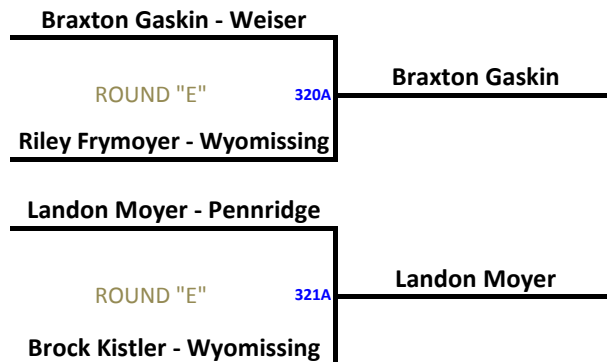 Braxton Gaskin - Weiser
Braxton Gaskin
ROUND "E" 320A
Riley Frymoyer - Wyomissing
Landon Moyer - Pennridge
Landon Moyer
ROUND "E" 321A
Brock Kistler - Wyomissing